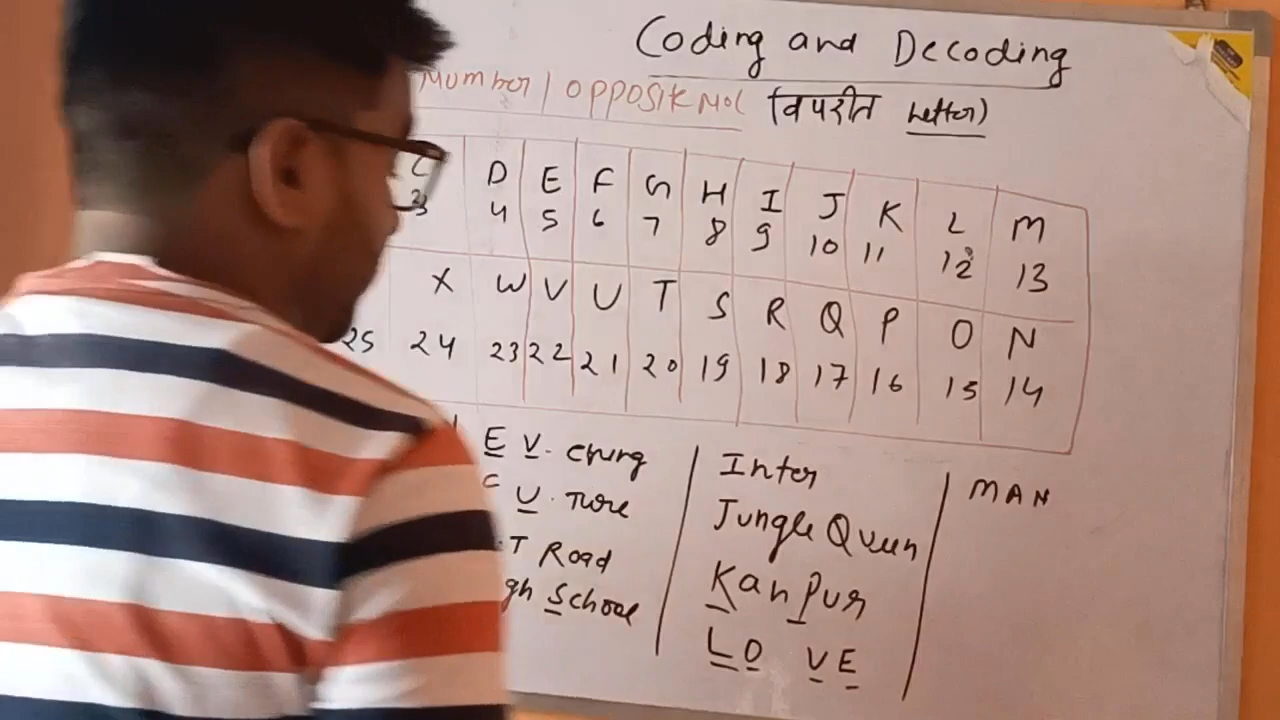 Coding and Decoding
Number / OPPOSIK (विपरीत Letter)
C D E F G H I J K L M
3 4 5 6 7 8 9 10 11 12 13
X W V U T S R Q P O N
25 24 23 22 21 20 19 18 17 16 15 14
E V. ening
U. Ture
T Road
gh School
Inter
Jungle Queen
Kanpur
LO VE
MAN